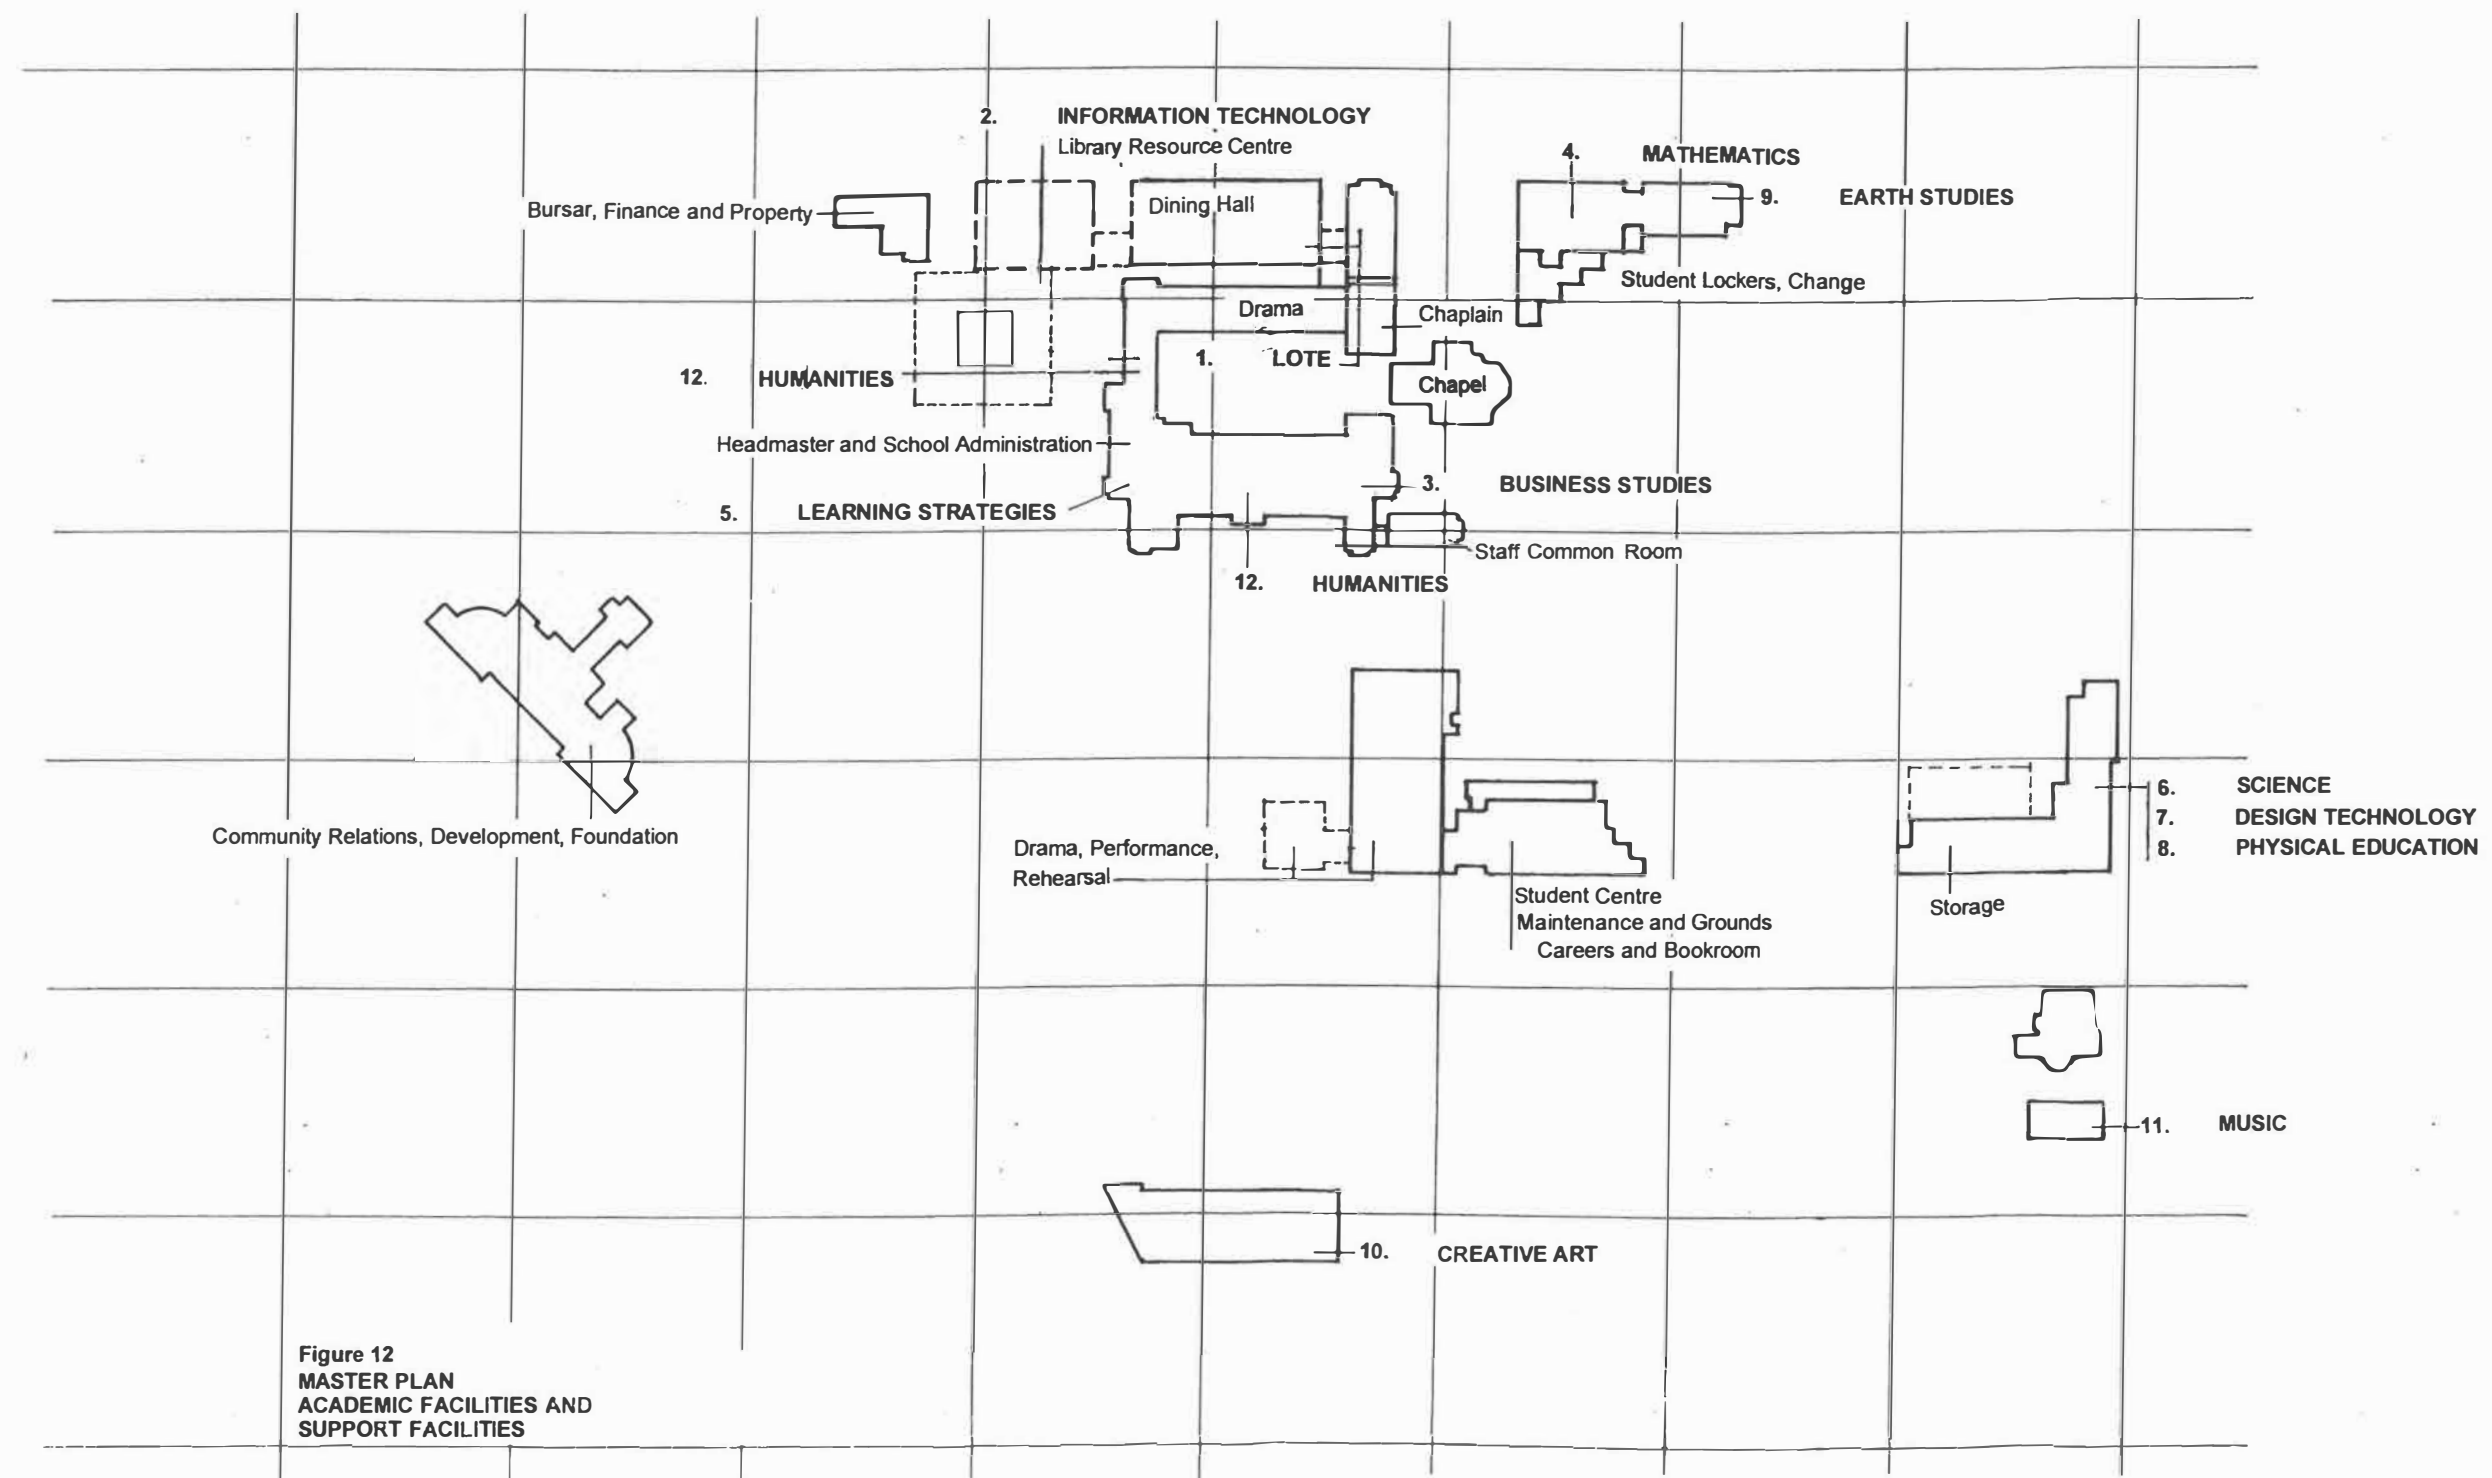 2. INFORMATION TECHNOLOGY
Library Resource Centre
4. MATHEMATICS
9. EARTH STUDIES
Bursar, Finance and Property
Dining Hall
Student Lockers, Change
Drama
Chaplain
1. LOTE
12. HUMANITIES
Chapel
Headmaster and School Administration
3. BUSINESS STUDIES
5. LEARNING STRATEGIES
Staff Common Room
12. HUMANITIES
6. SCIENCE
7. DESIGN TECHNOLOGY
8. PHYSICAL EDUCATION
Community Relations, Development, Foundation
Drama, Performance,
Rehearsal
Student Centre
Maintenance and Grounds
Careers and Bookroom
Storage
11. MUSIC
10. CREATIVE ART
Figure 12
MASTER PLAN
ACADEMIC FACILITIES AND
SUPPORT FACILITIES